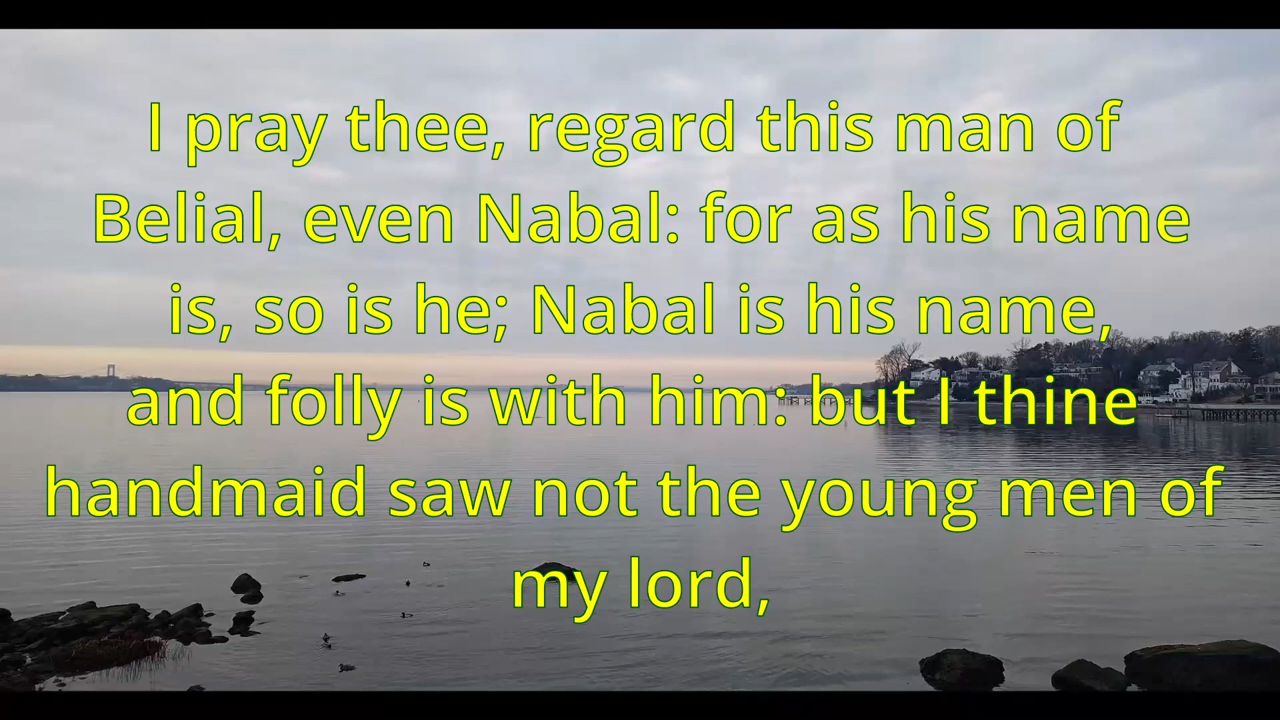 I pray thee, regard this man of
Belial, even Nabal: for as his name
is, so is he; Nabal is his name,
and folly is with him: but I thine
handmaid saw not the young men of
my lord,